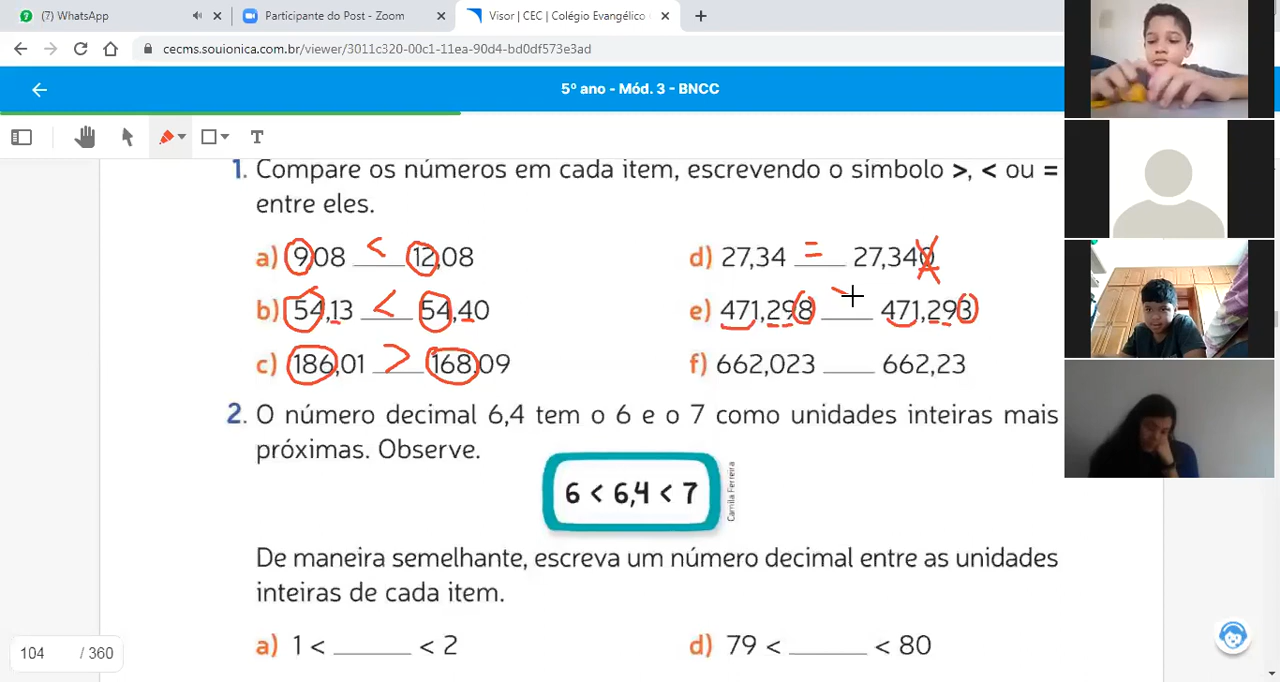 (7) WhatsApp
Participante do Post - Zoom
Visor | CEC | Colégio Evangélico
cecms.souionica.com.br/viewer/3011c320-00c1-11ea-90d4-bd0df573e3ad
5º ano - Mód. 3 - BNCC
T
1. Compare os números em cada item, escrevendo o símbolo >, < ou =
entre eles.
a) 9,08 < 12,08
d) 27,34 = 27,340
b) 54,13 < 54,40
e) 471,298 ____ 471,293
c) 186,01 > 168,09
f) 662,023 ____ 662,23
2. O número decimal 6,4 tem o 6 e o 7 como unidades inteiras mais
próximas. Observe.
6 < 6,4 < 7
Camila Ferreira
De maneira semelhante, escreva um número decimal entre as unidades
inteiras de cada item.
a) 1 < ____ < 2
d) 79 < ____ < 80
104 / 360